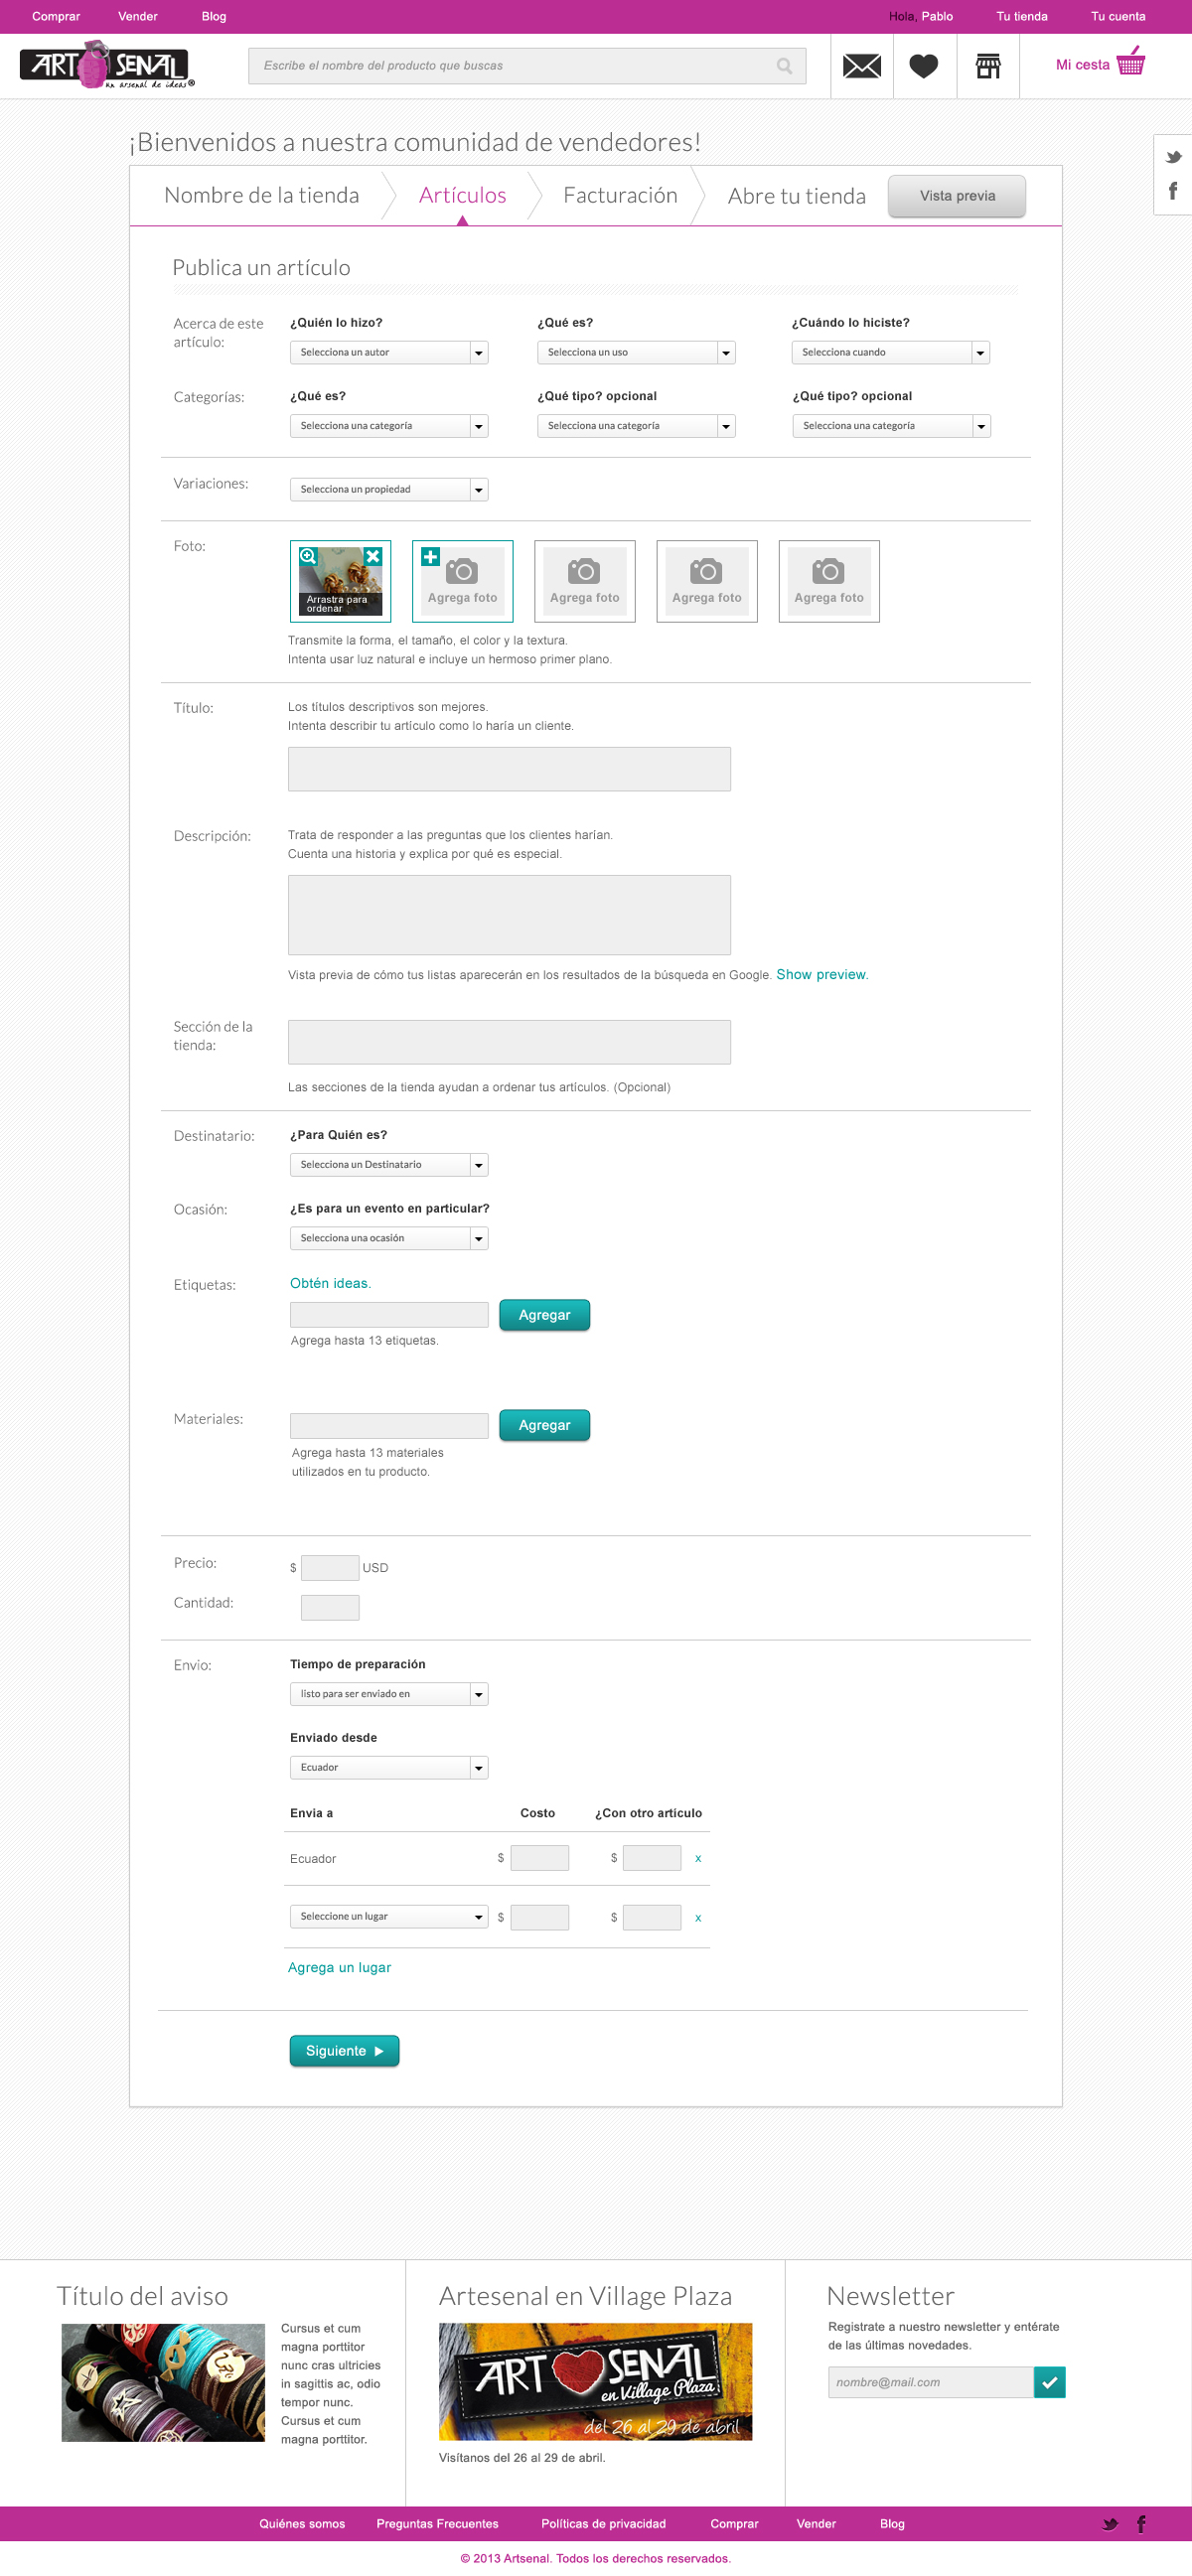 Comprar Vender Blog Hola, Pablo Tu tienda Tu cuenta
ART SENAL
un arsenal de ideas ®
Escribe el nombre del producto que buscas
Mi cesta
¡Bienvenidos a nuestra comunidad de vendedores!
Nombre de la tienda Artículos Facturación Abre tu tienda Vista previa
Publica un artículo
Acerca de este
artículo:
¿Quién lo hizo? ¿Qué es? ¿Cuándo lo hiciste?
Selecciona un autor Selecciona un uso Selecciona cuando
Categorías:
¿Qué es? ¿Qué tipo? opcional ¿Qué tipo? opcional
Selecciona una categoría Selecciona una categoría Selecciona una categoría
Variaciones: Selecciona un propiedad
Foto:
Arrastra para
ordenar
Agrega foto Agrega foto Agrega foto Agrega foto
Transmite la forma, el tamaño, el color y la textura.
Intenta usar luz natural e incluye un hermoso primer plano.
Título:
Los títulos descriptivos son mejores.
Intenta describir tu artículo como lo haría un cliente.
Descripción:
Trata de responder a las preguntas que los clientes harían.
Cuenta una historia y explica por qué es especial.
Vista previa de cómo tus listas aparecerán en los resultados de la búsqueda en Google. Show preview.
Sección de la
tienda:
Las secciones de la tienda ayudan a ordenar tus artículos. (Opcional)
Destinatario: ¿Para Quién es?
Selecciona un Destinatario
Ocasión: ¿Es para un evento en particular?
Selecciona una ocasión
Etiquetas: Obtén ideas.
Agregar
Agrega hasta 13 etiquetas.
Materiales: Agregar
Agrega hasta 13 materiales
utilizados en tu producto.
Precio: $ USD
Cantidad:
Envío: Tiempo de preparación
listo para ser enviado en
Enviado desde
Ecuador
Envia a Costo ¿Con otro artículo
Ecuador $ $ x
Seleccione un lugar $ $ x
Agrega un lugar
Siguiente
Título del aviso
Cursus et cum
magna porttitor
nunc cras ultricies
in sagittis ac, odio
tempor nunc.
Cursus et cum
magna porttitor.
Artesenal en Village Plaza
ART SENAL
en Village Plaza
del 26 al 29 de abril
Visítanos del 26 al 29 de abril.
Newsletter
Registrate a nuestro newsletter y entérate
de las últimas novedades.
nombre@mail.com
Quiénes somos Preguntas Frecuentes Políticas de privacidad Comprar Vender Blog
© 2013 Artsenal. Todos los derechos reservados.